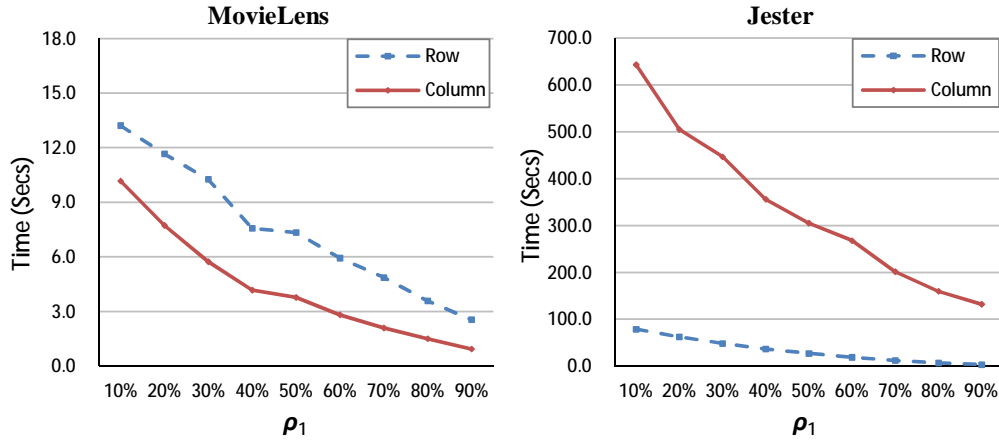 MovieLens
18.0
15.0
12.0
9.0
6.0
3.0
0.0
Time (Secs)
Row
Column
10% 20% 30% 40% 50% 60% 70% 80% 90%
ρ1
Jester
700.0
600.0
500.0
400.0
300.0
200.0
100.0
0.0
Time (Secs)
Row
Column
10% 20% 30% 40% 50% 60% 70% 80% 90%
ρ1